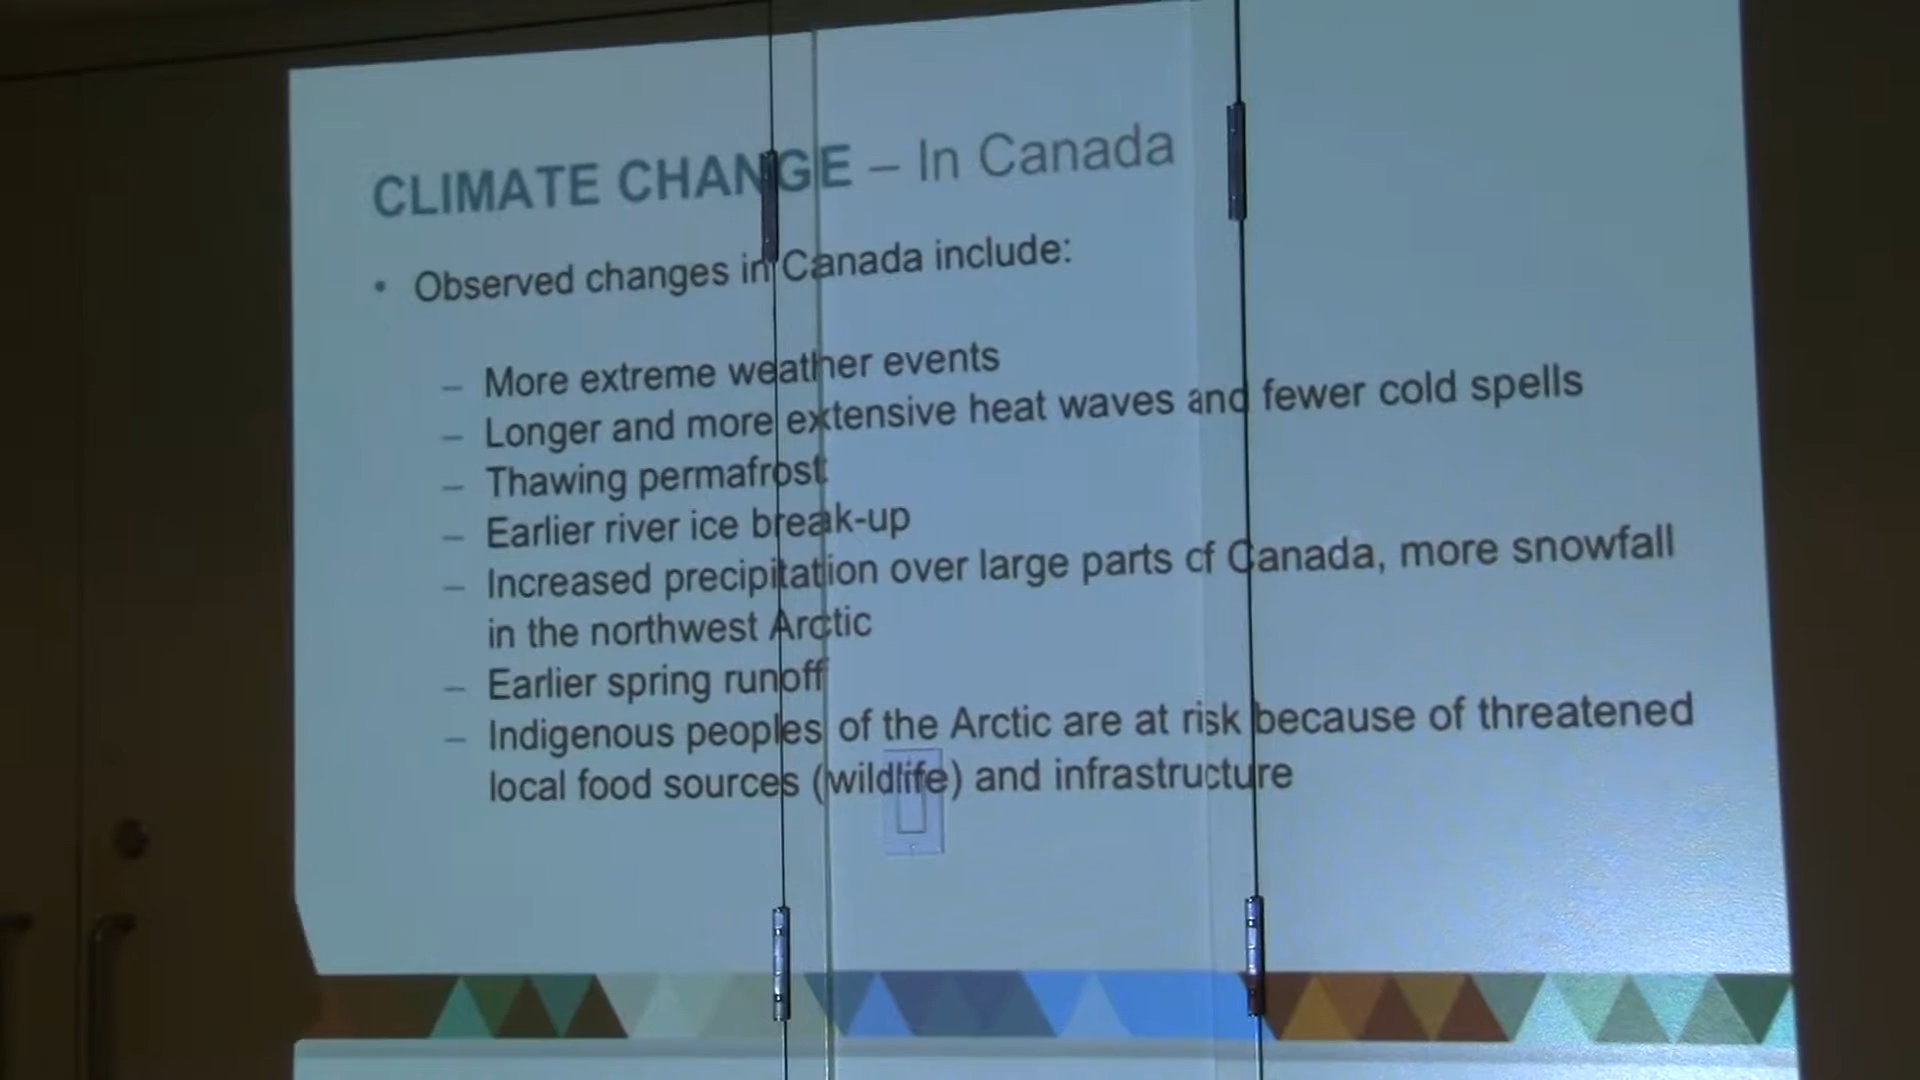 CLIMATE CHANGE – In Canada
• Observed changes in Canada include:
– More extreme weather events
– Longer and more extensive heat waves and fewer cold spells
– Thawing permafrost
– Earlier river ice break-up
– Increased precipitation over large parts of Canada, more snowfall
in the northwest Arctic
– Earlier spring runoff
– Indigenous peoples of the Arctic are at risk because of threatened
local food sources (wildlife) and infrastructure